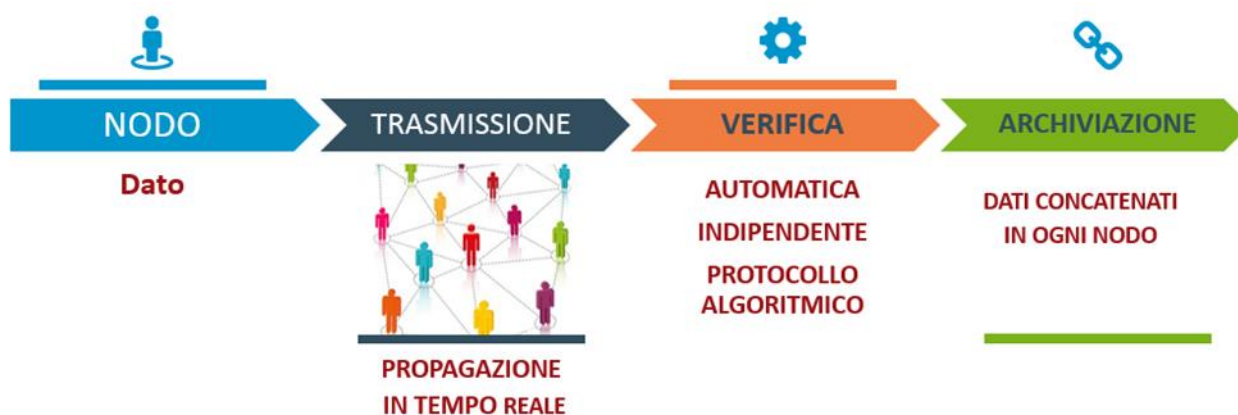 NODO
Dato
TRASMISSIONE
PROPAGAZIONE
IN TEMPO REALE
VERIFICA
AUTOMATICA
INDIPENDENTE
PROTOCOLLO
ALGORITMICO
ARCHIVIAZIONE
DATI CONCATENATI
IN OGNI NODO